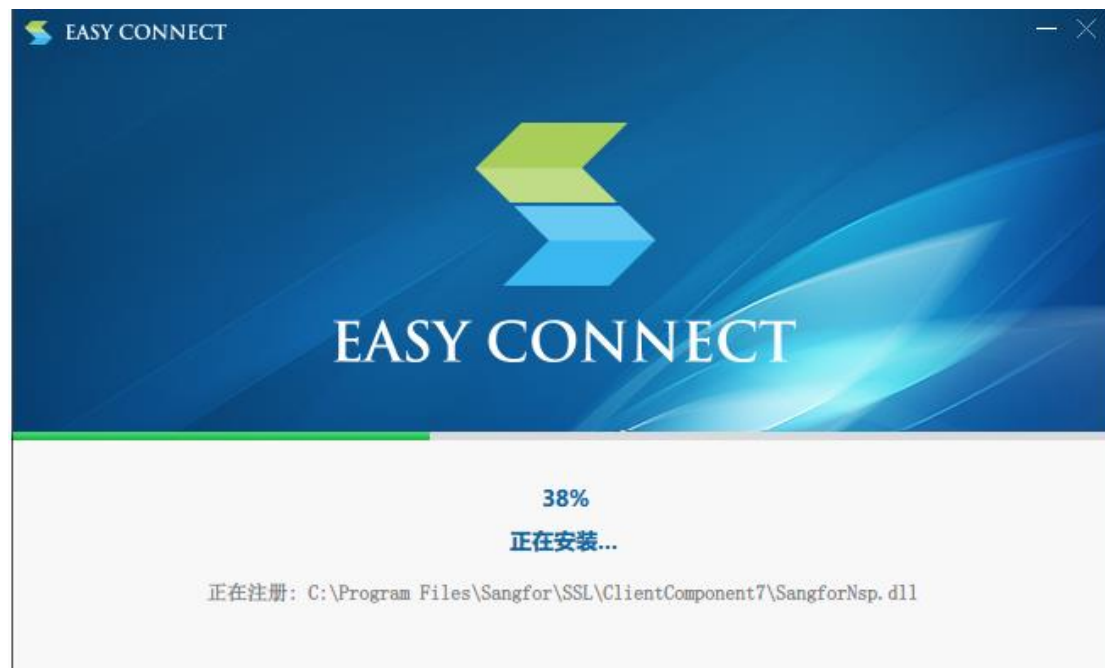 EASY CONNECT
EASY CONNECT
38%
正在安装...
正在注册: C:\Program Files\Sangfor\SSL\ClientComponent7\SangforNsp.dll